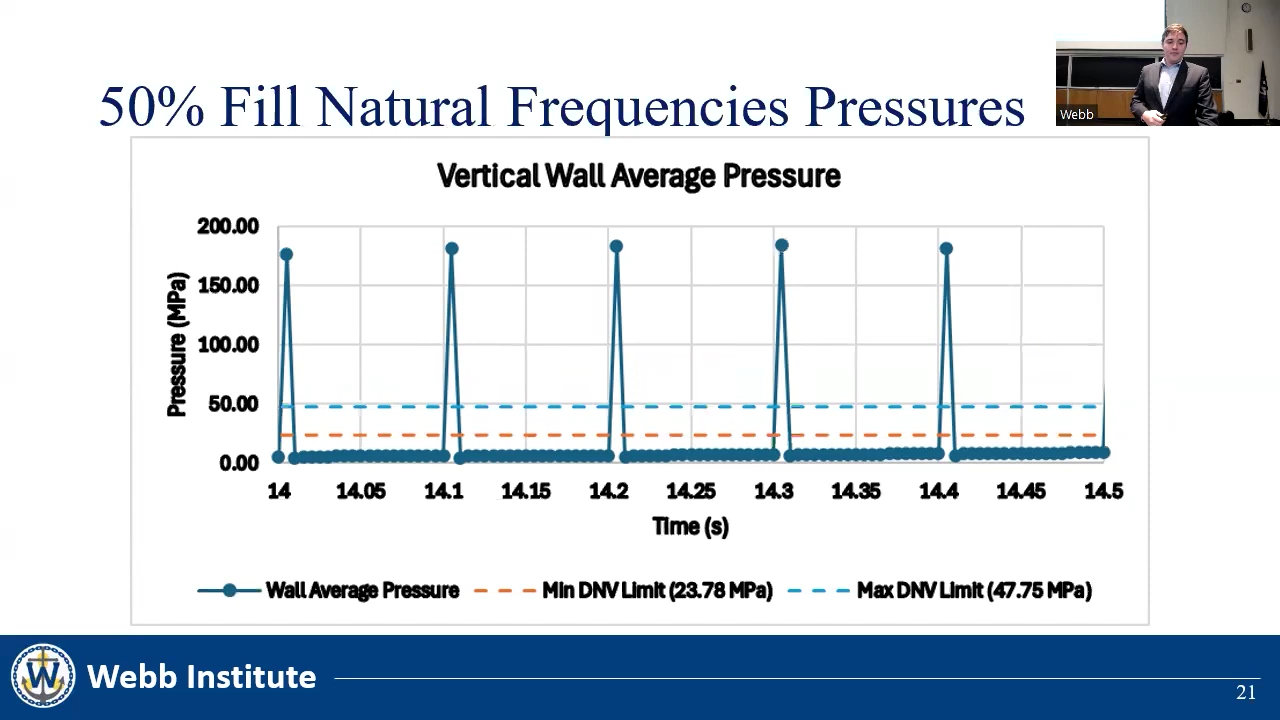 50% Fill Natural Frequencies Pressures
Webb
Vertical Wall Average Pressure
Pressure (MPa)
200.00
150.00
100.00
50.00
0.00
14 14.05 14.1 14.15 14.2 14.25 14.3 14.35 14.4 14.45 14.5
Time (s)
Wall Average Pressure Min DNV Limit (23.78 MPa) Max DNV Limit (47.75 MPa)
W Webb Institute
21